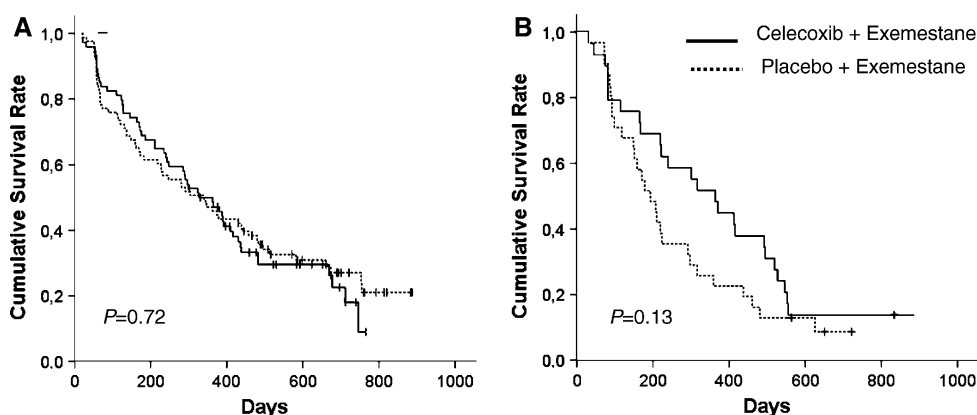 A
Cumulative Survival Rate
1,0
0,8
0,6
0,4
0,2
0.0
P=0.72
0
200
400
600
800
1000
Days
B
Celecoxib + Exemestane
Placebo + Exemestane
Cumulative Survival Rate
1,0
0,8
0,6
0,4
0,2
0.0
P=0.13
0
200
400
600
800
1000
Days